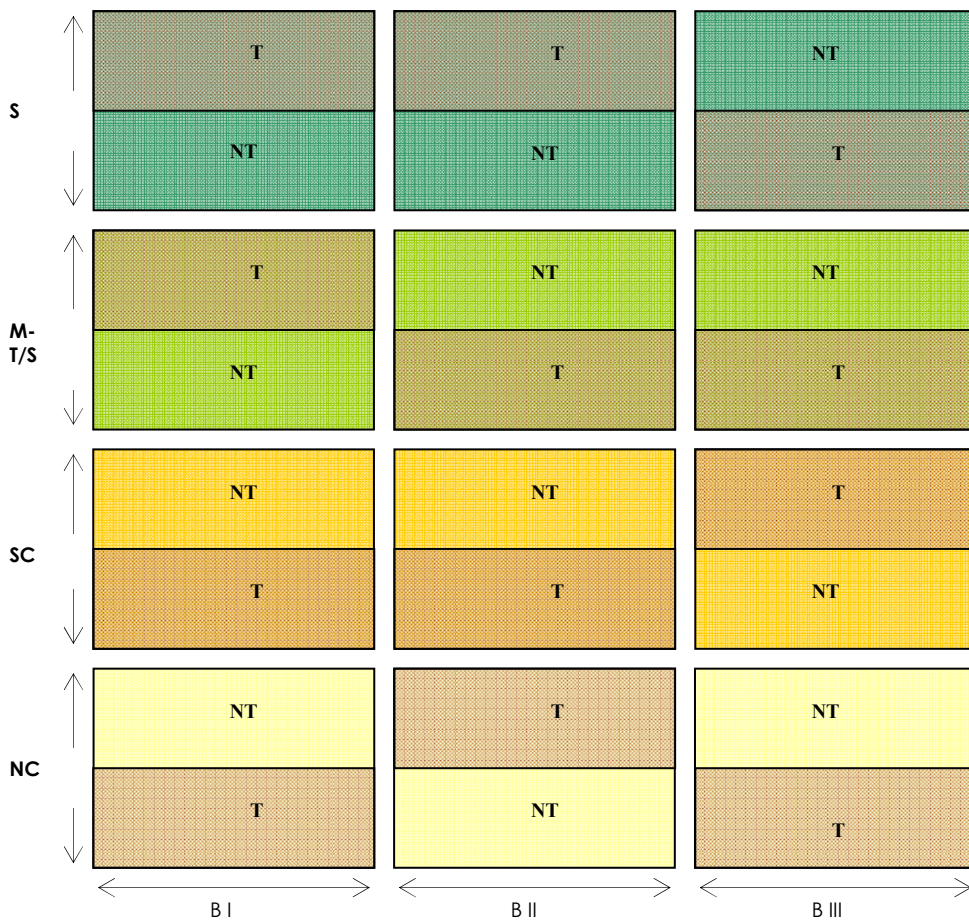 T T NT
S
NT NT T
T NT NT
M-
T/S
NT T T
NT NT T
SC
T T NT
NT T NT
NC
T NT T
B I B II B III